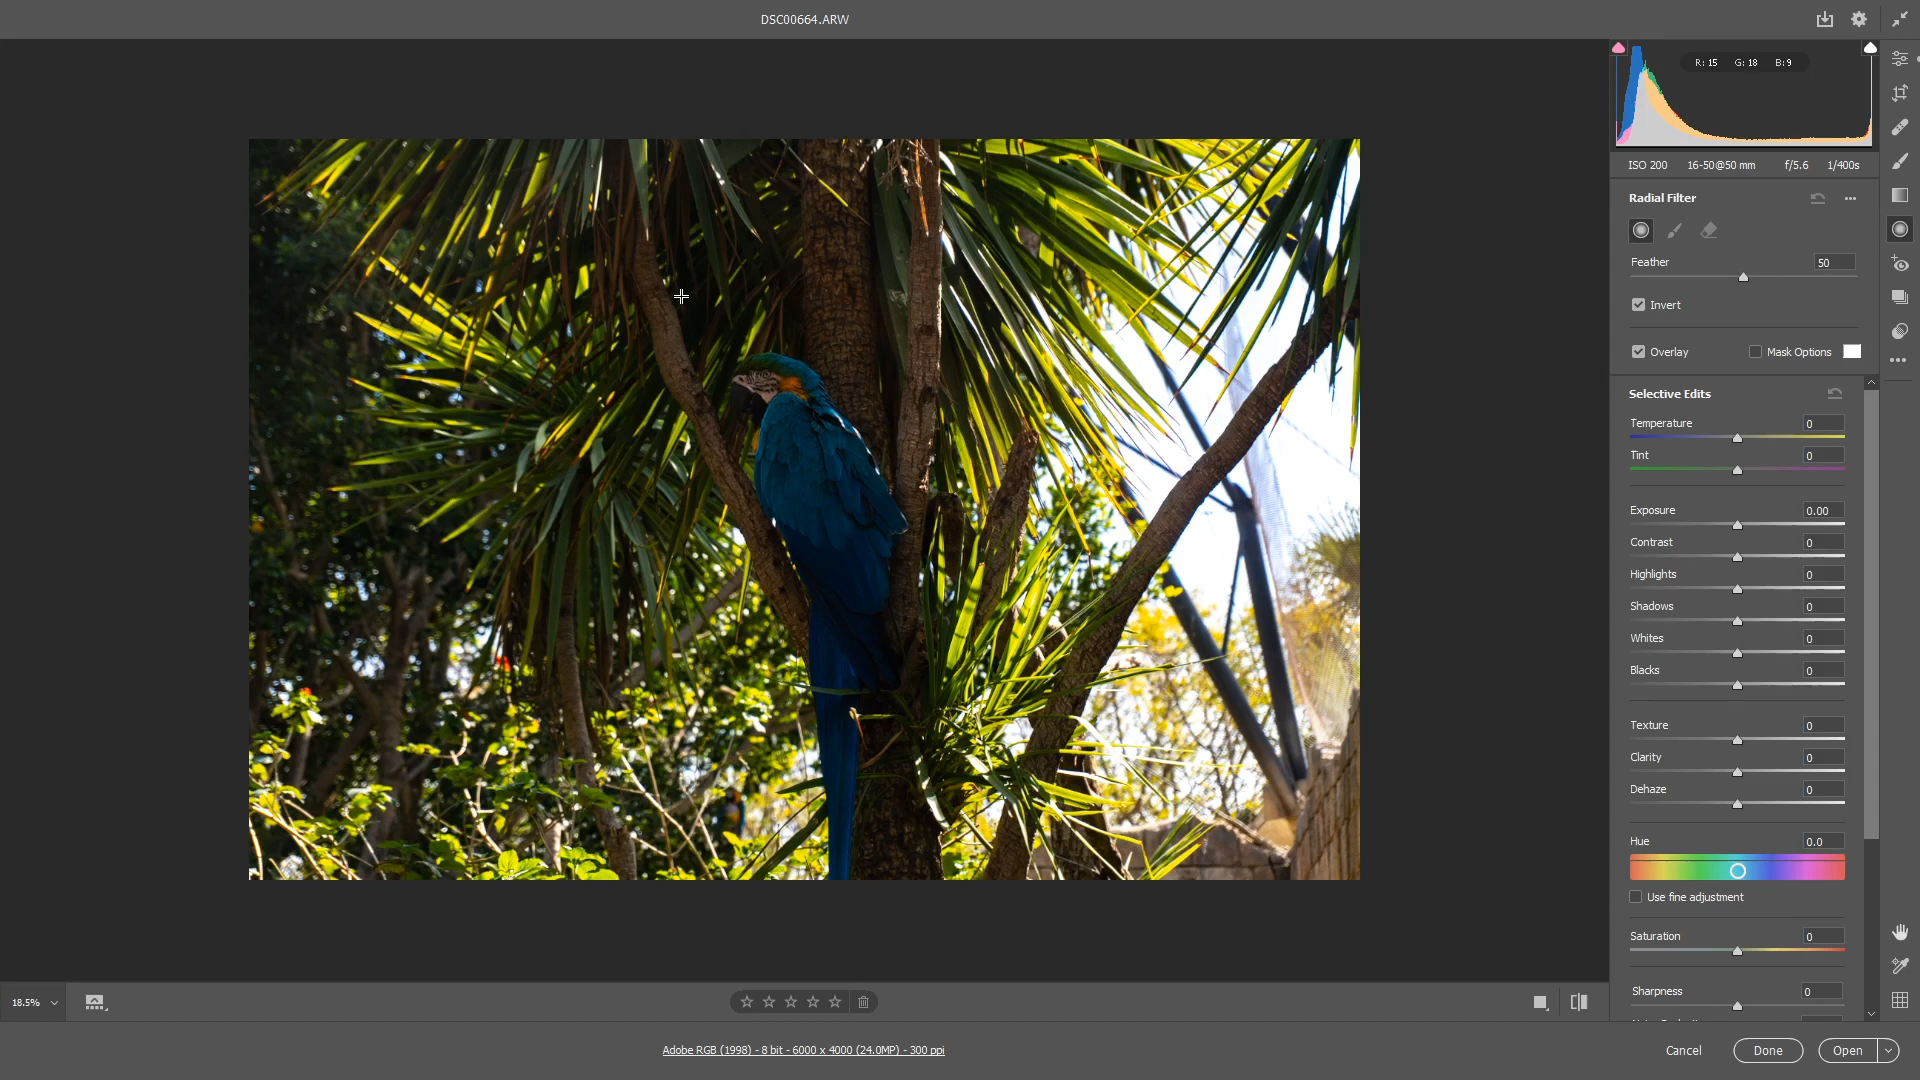 DSC00664.ARW
R: 15 G: 18 B: 9
ISO 200 16-50@50 mm f/5.6 1/400s
Radial Filter
Feather 50
Invert
Overlay Mask Options
Selective Edits
Temperature 0
Tint 0
Exposure 0.00
Contrast 0
Highlights 0
Shadows 0
Whites 0
Blacks 0
Texture 0
Clarity 0
Dehaze 0
Hue 0.0
Use fine adjustment
Saturation 0
Sharpness 0
18.5%
Adobe RGB (1998) - 8 bit - 6000 x 4000 (24.0MP) - 300 ppi
Cancel Done Open